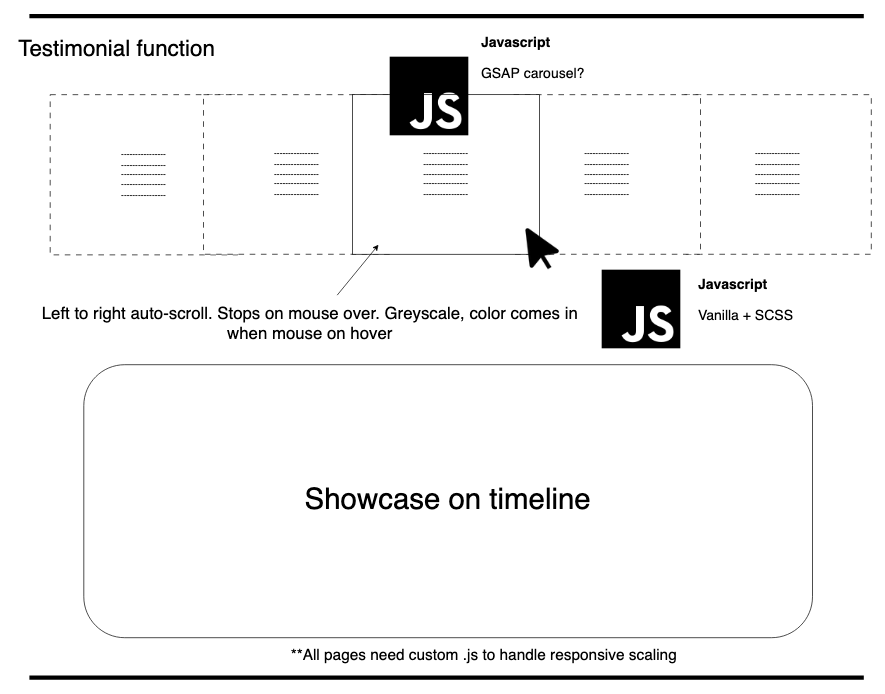 Testimonial function
Javascript
GSAP carousel?
JS
Left to right auto-scroll. Stops on mouse over. Greyscale, color comes in
when mouse on hover
JS
Javascript
Vanilla + SCSS
Showcase on timeline
**All pages need custom .js to handle responsive scaling